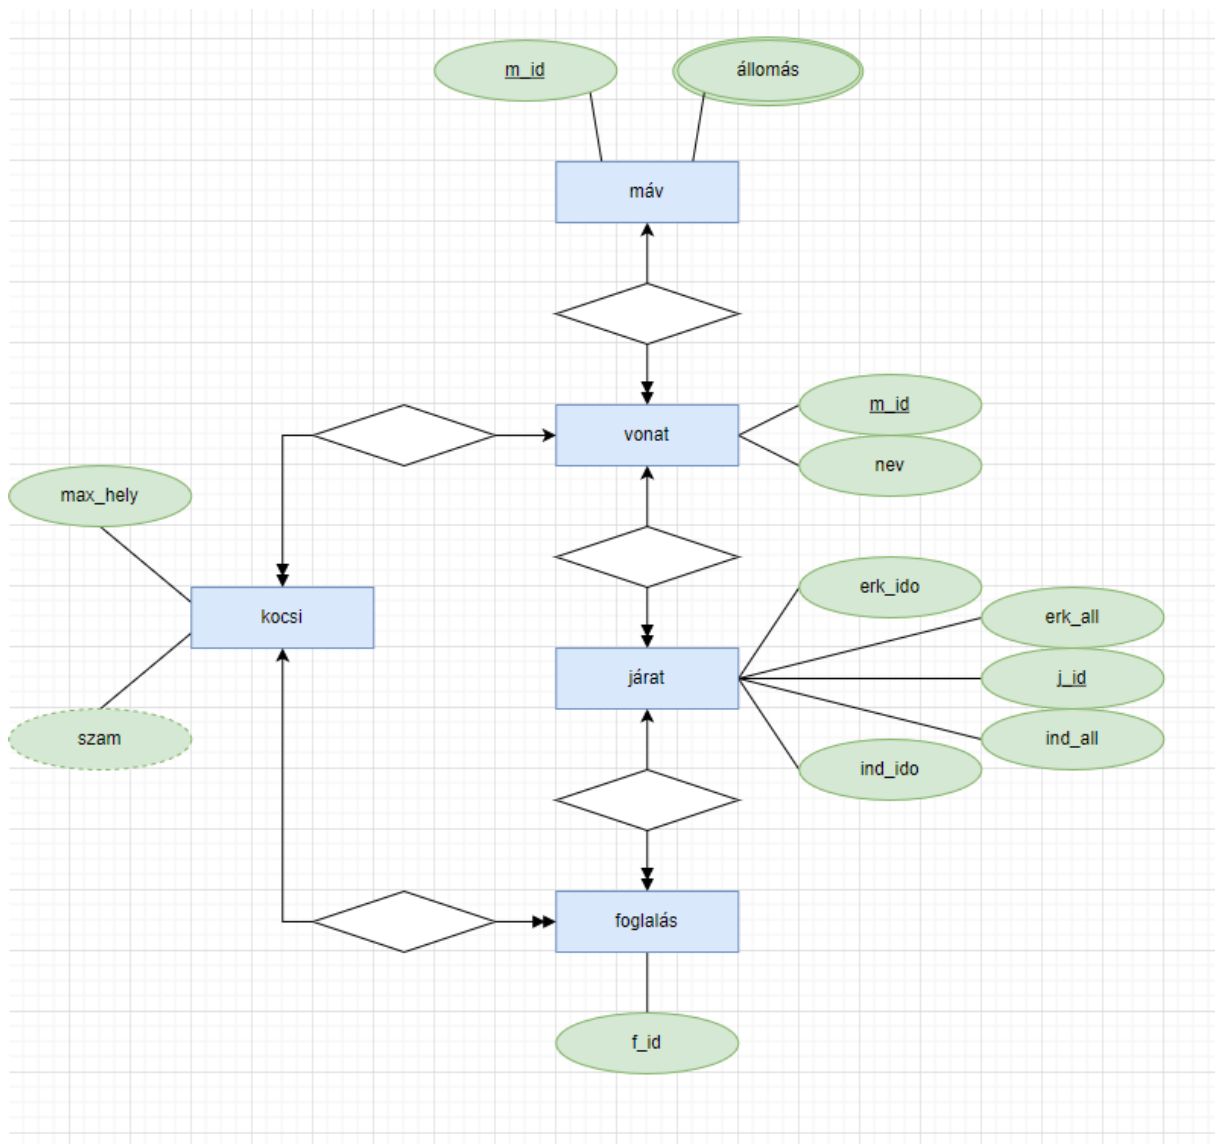 m_id
állomás
máv
m_id
vonat
nev
max_hely
erk_ido
kocsi
erk_all
járat
j_id
szam
ind_all
ind_ido
foglalás
f_id